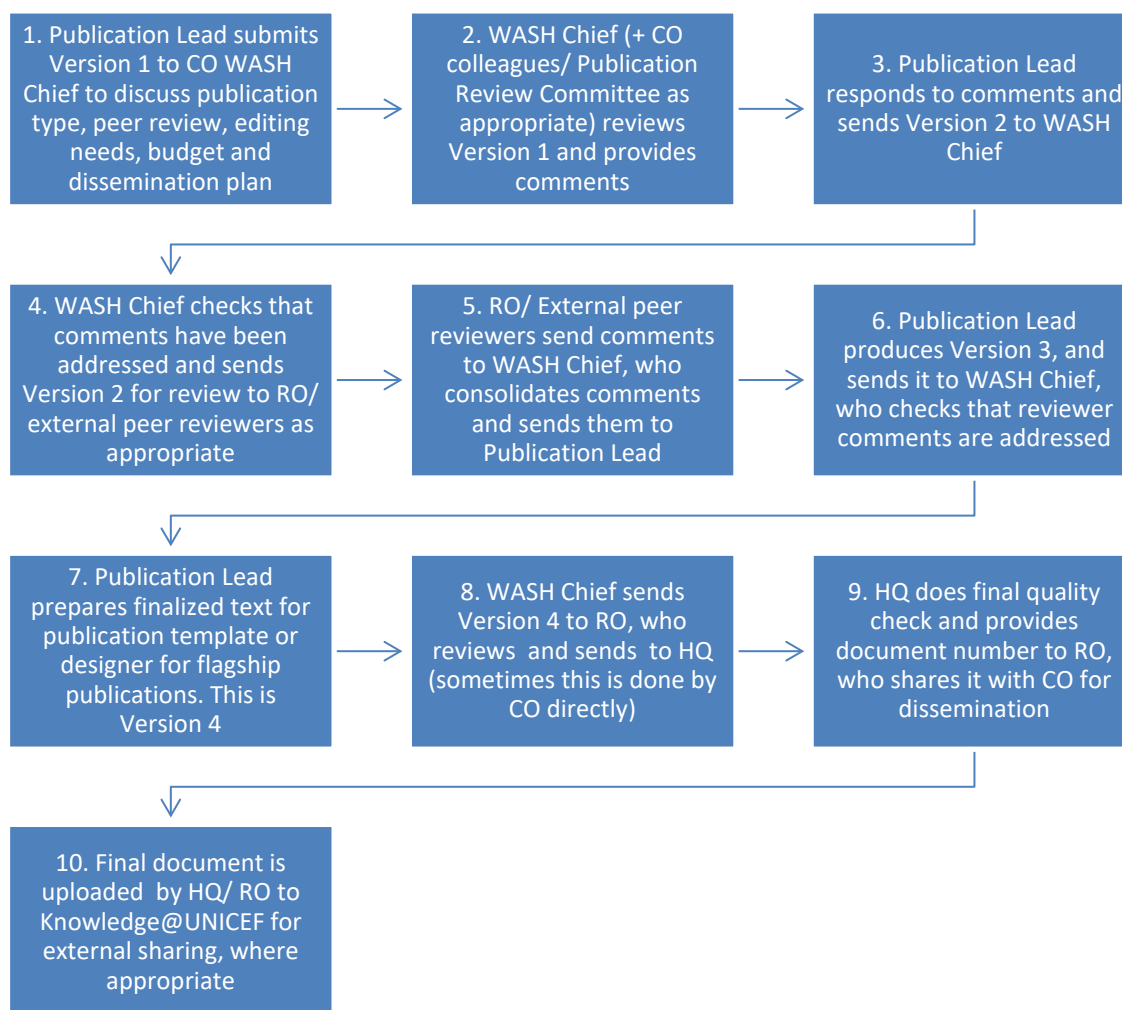 1. Publication Lead submits
Version 1 to CO WASH
Chief to discuss publication
type, peer review, editing
needs, budget and
dissemination plan
2. WASH Chief (+ CO
colleagues/ Publication
Review Committee as
appropriate) reviews
Version 1 and provides
comments
3. Publication Lead
responds to comments and
sends Version 2 to WASH
Chief
4. WASH Chief checks that
comments have been
addressed and sends
Version 2 for review to RO/
external peer reviewers as
appropriate
5. RO/ External peer
reviewers send comments
to WASH Chief, who
consolidates comments
and sends them to
Publication Lead
6. Publication Lead
produces Version 3, and
sends it to WASH Chief,
who checks that reviewer
comments are addressed
7. Publication Lead
prepares finalized text for
publication template or
designer for flagship
publications. This is
Version 4
8. WASH Chief sends
Version 4 to RO, who
reviews and sends to HQ
(sometimes this is done by
CO directly)
9. HQ does final quality
check and provides
document number to RO,
who shares it with CO for
dissemination
10. Final document is
uploaded by HQ/ RO to
Knowledge@UNICEF for
external sharing, where
appropriate